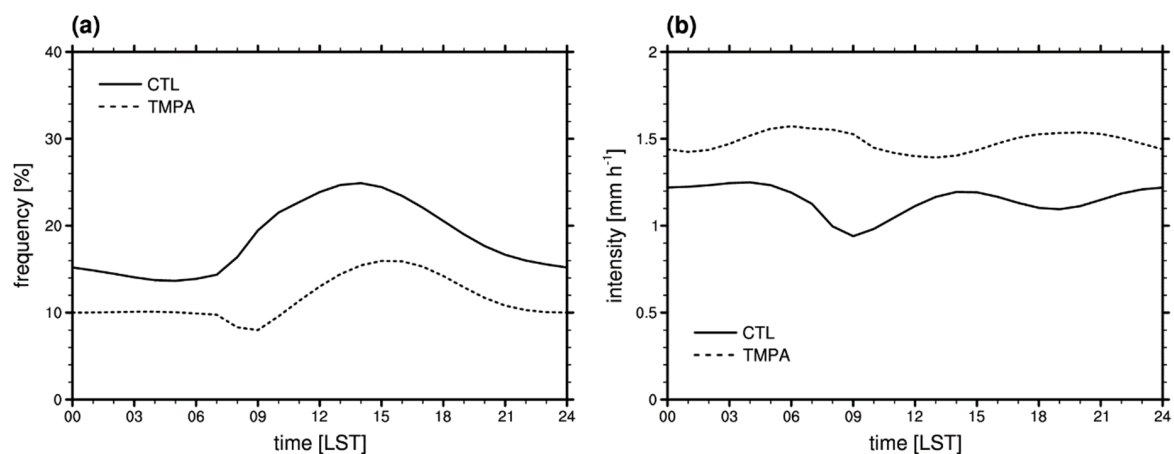 (a)
40
30
20
10
0
frequency [%]
CTL
TMPA
00 03 06 09 12 15 18 21 24
time [LST]
(b)
2
1.5
1
0.5
0
intensity [mm h⁻¹]
CTL
TMPA
00 03 06 09 12 15 18 21 24
time [LST]